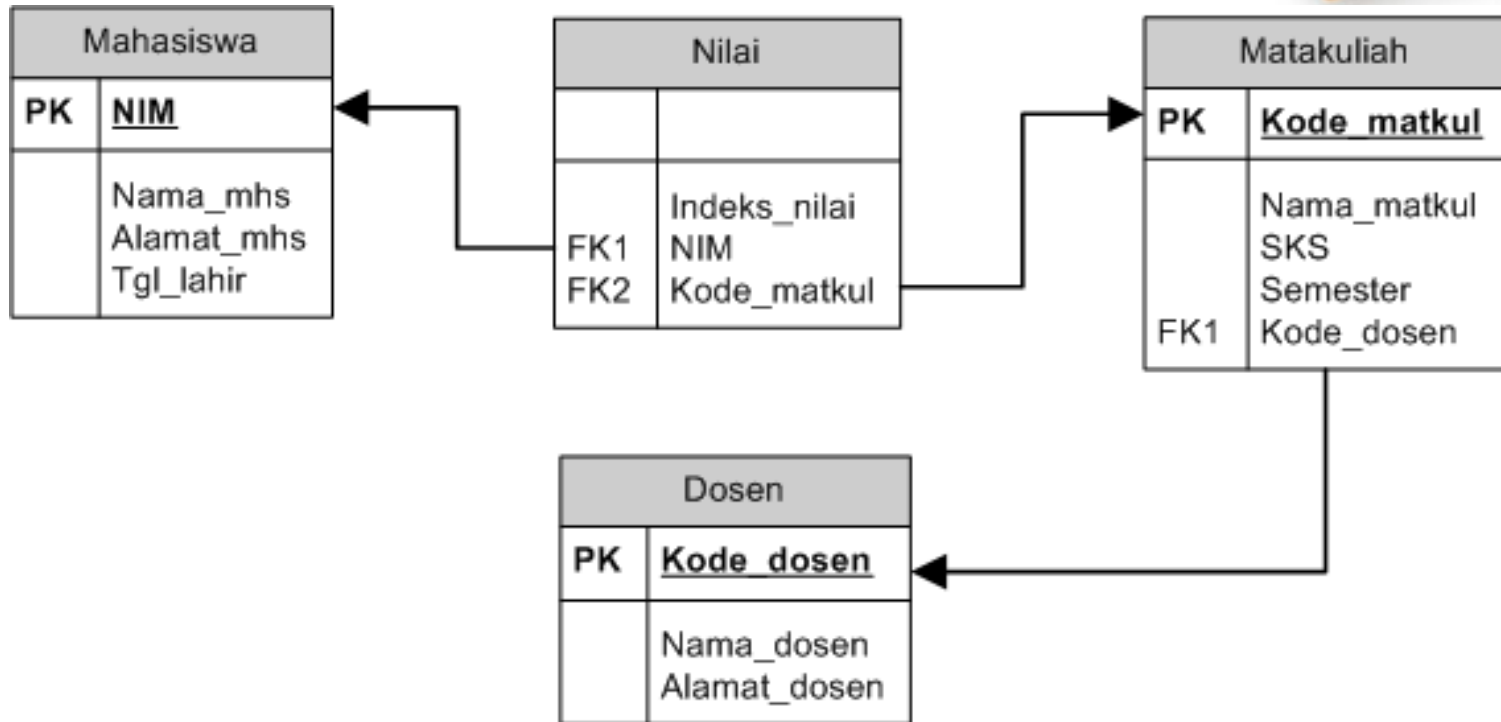 Mahasiswa
PK NIM
Nama_mhs
Alamat_mhs
Tgl_lahir
Nilai
Indeks_nilai
FK1 NIM
FK2 Kode_matkul
Matakuliah
PK Kode_matkul
Nama_matkul
SKS
Semester
FK1 Kode_dosen
Dosen
PK Kode_dosen
Nama_dosen
Alamat_dosen